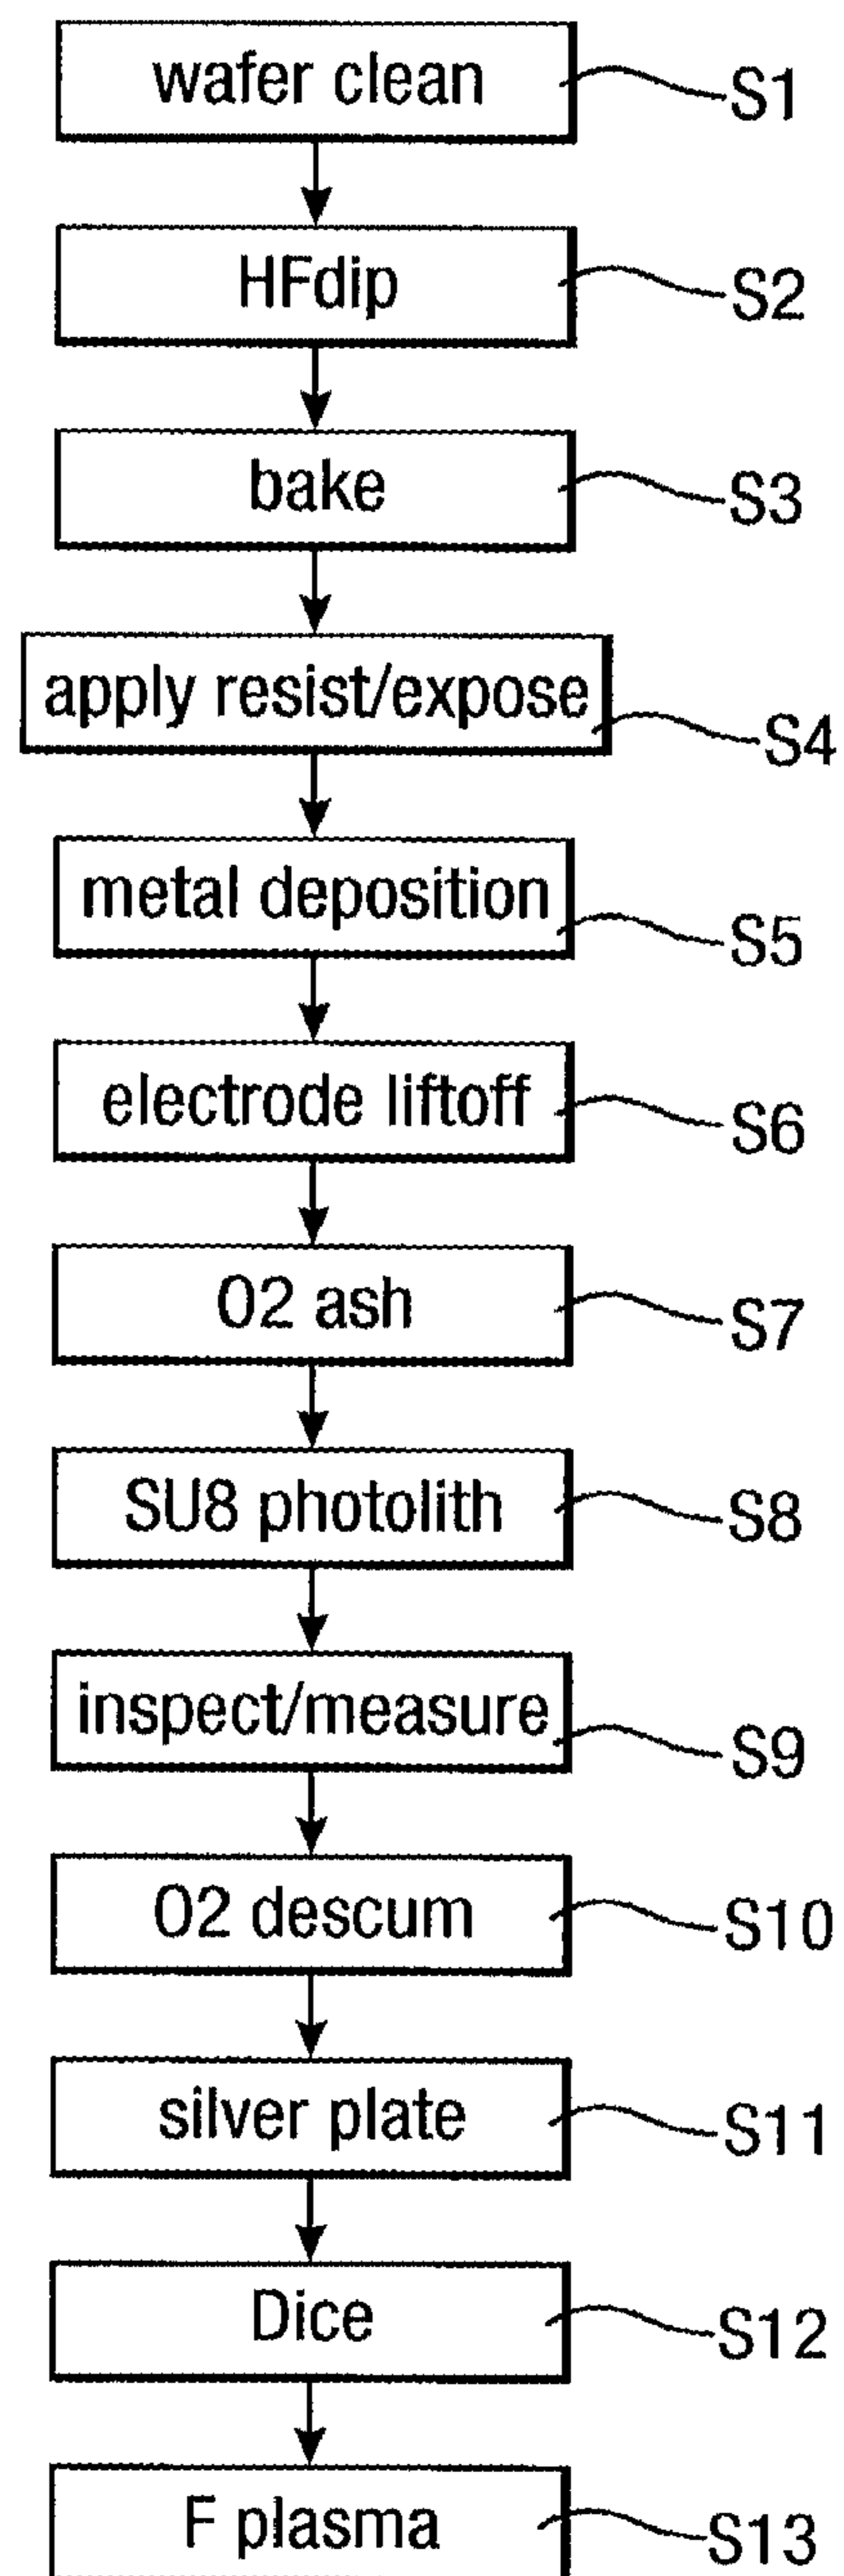 wafer clean S1
HFdip S2
bake S3
apply resist/expose S4
metal deposition S5
electrode liftoff S6
O2 ash S7
SU8 photolith S8
inspect/measure S9
O2 descum S10
silver plate S11
Dice S12
F plasma S13